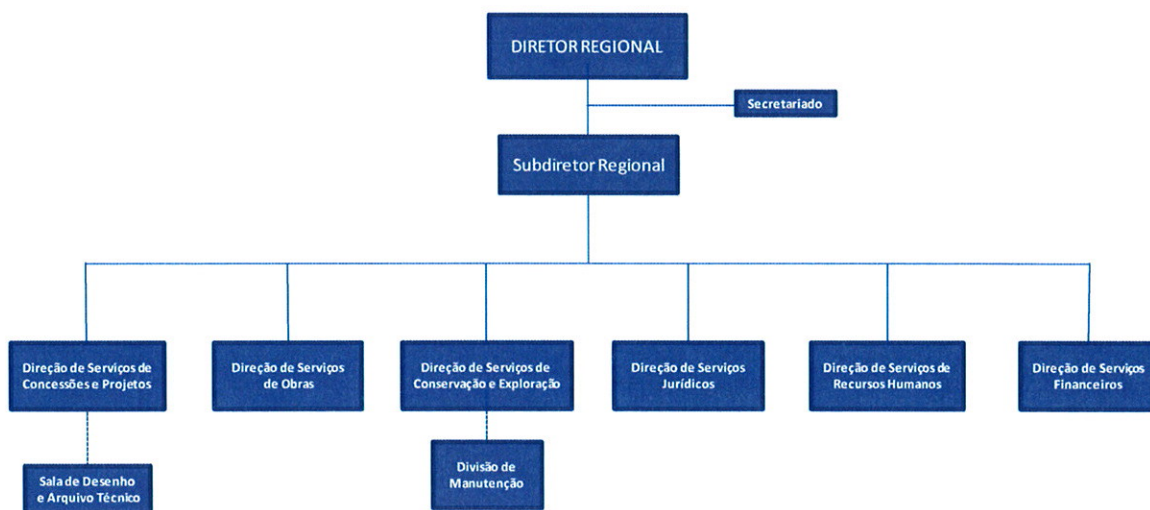 DIRETOR REGIONAL
Secretariado
Subdiretor Regional
Direção de Serviços de
Concessões e Projetos
Direção de Serviços
de Obras
Direção de Serviços de
Conservação e Exploração
Direção de Serviços
Jurídicos
Direção de Serviços de
Recursos Humanos
Direção de Serviços
Financeiros
Sala de Desenho
e Arquivo Técnico
Divisão de
Manutenção